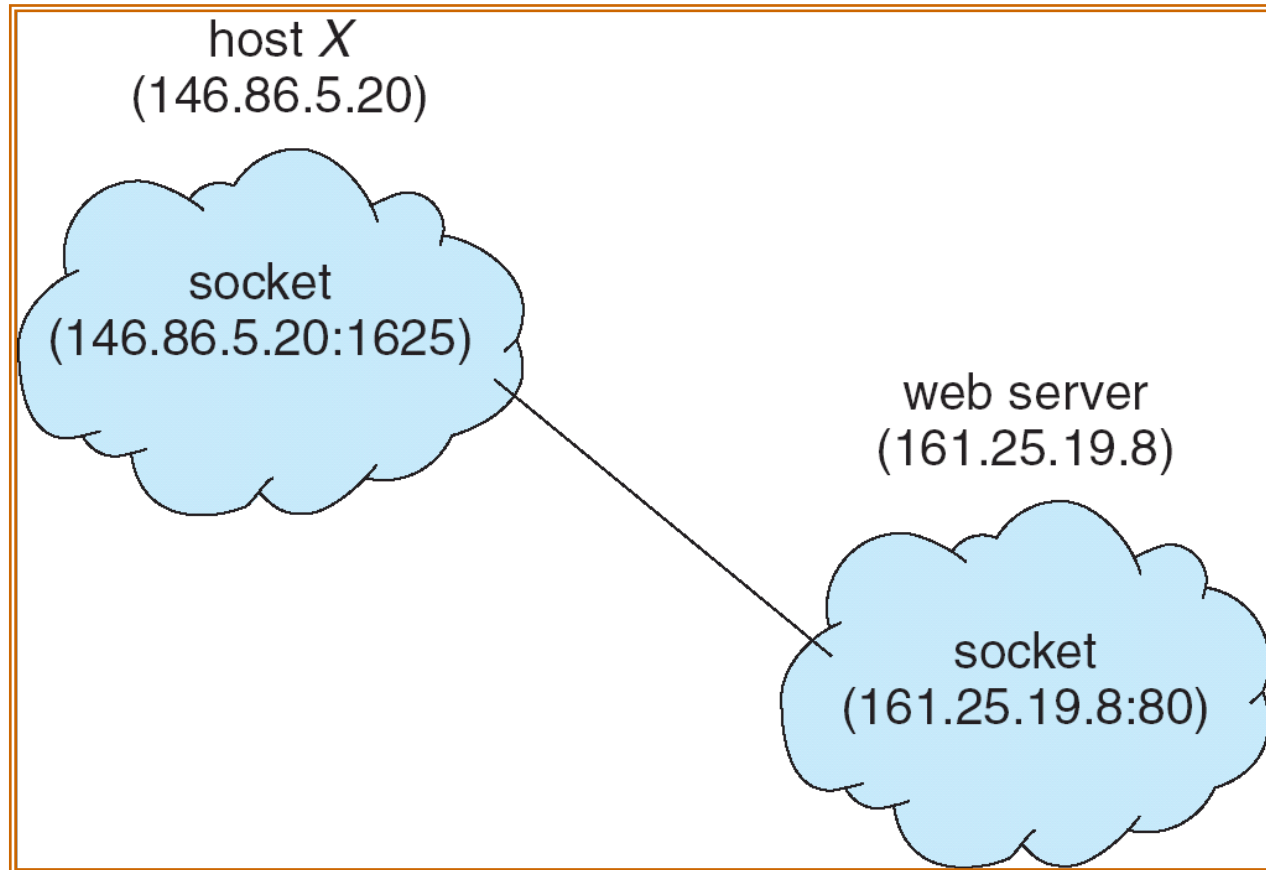 host X
(146.86.5.20)
socket
(146.86.5.20:1625)
web server
(161.25.19.8)
socket
(161.25.19.8:80)